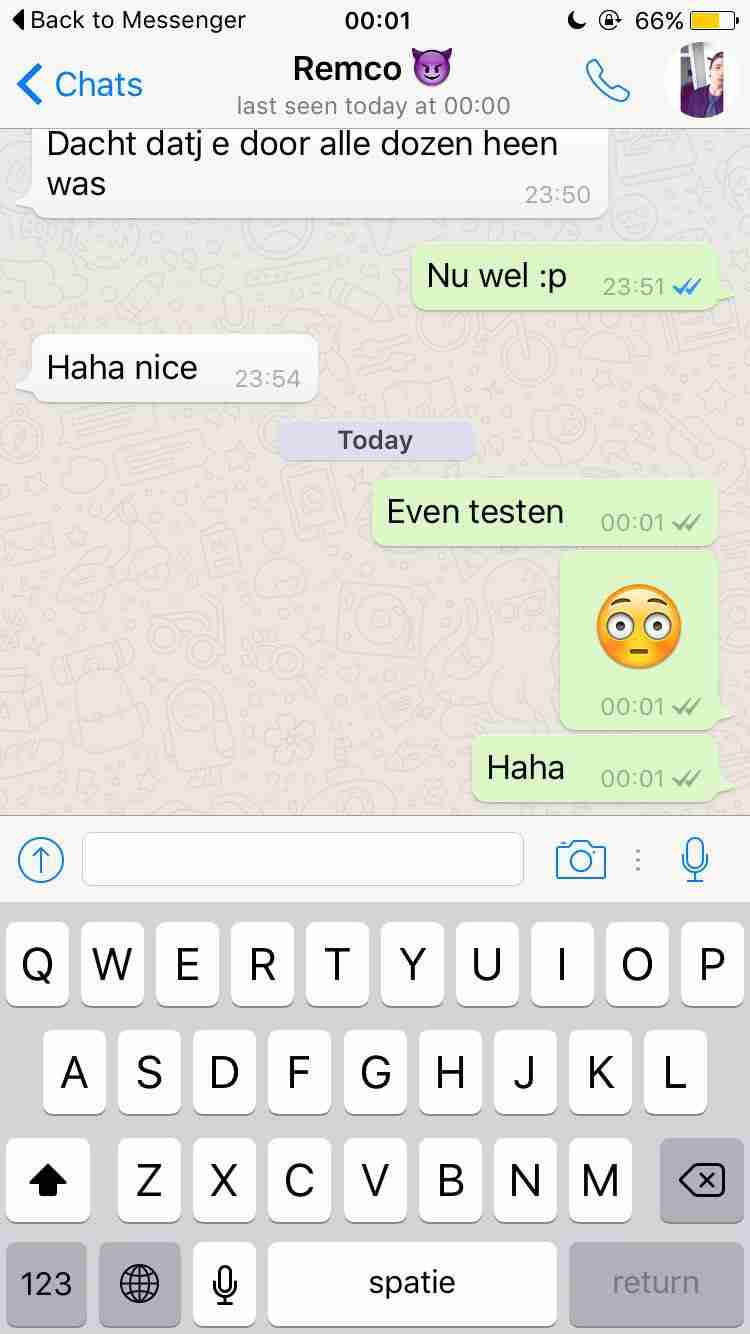 Back to Messenger 00:01 66%
Chats Remco 😈
last seen today at 00:00
Dacht datj e door alle dozen heen
was 23:50
Nu wel :p 23:51
Haha nice 23:54
Today
Even testen 00:01
😳
00:01
Haha 00:01
Q W E R T Y U I O P
A S D F G H J K L
Z X C V B N M
123 spatie return